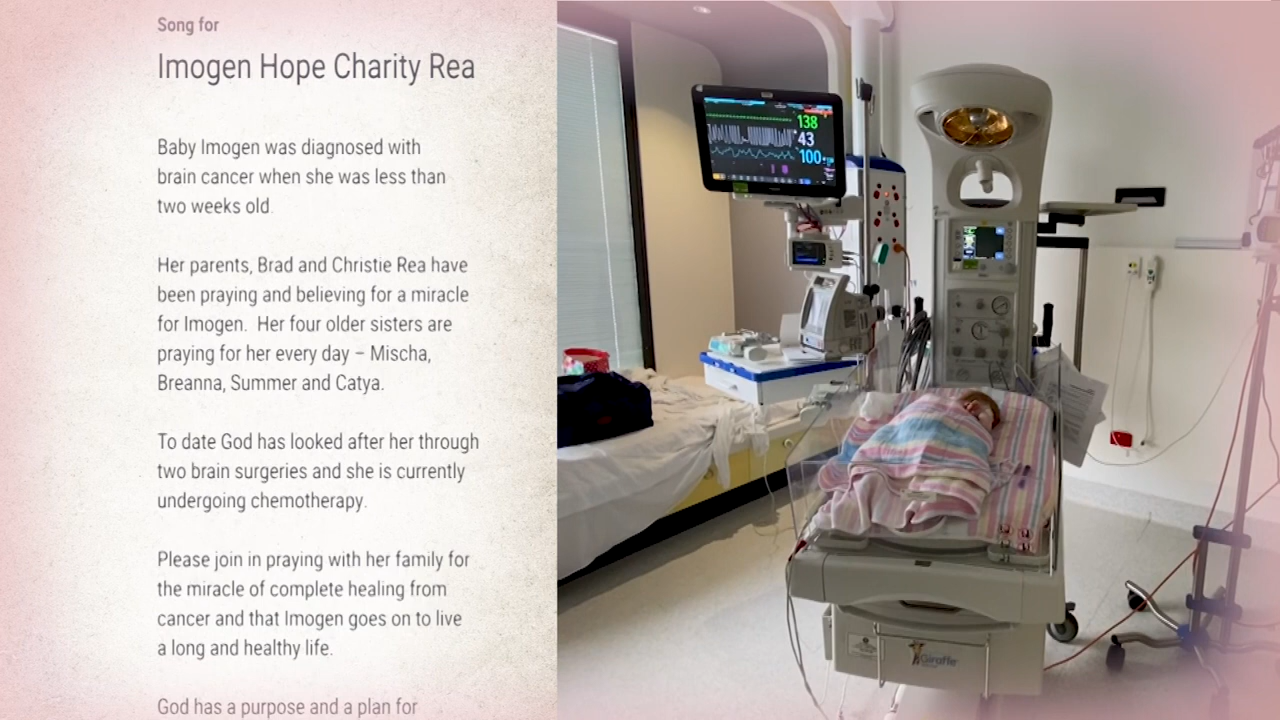 Song for
Imogen Hope Charity Rea
Baby Imogen was diagnosed with
brain cancer when she was less than
two weeks old.
Her parents, Brad and Christie Rea have
been praying and believing for a miracle
for Imogen.  Her four older sisters are
praying for her every day – Mischa,
Breanna, Summer and Catya.
To date God has looked after her through
two brain surgeries and she is currently
undergoing chemotherapy.
Please join in praying with her family for
the miracle of complete healing from
cancer and that Imogen goes on to live
a long and healthy life.
God has a purpose and a plan for
138
43
100
Giraffe